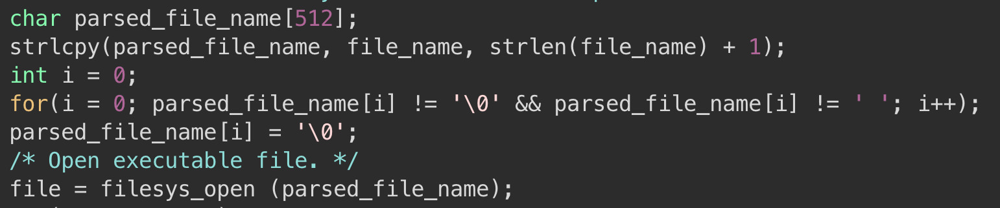 char parsed_file_name[512];
strlcpy(parsed_file_name, file_name, strlen(file_name) + 1);
int i = 0;
for(i = 0; parsed_file_name[i] != '\0' && parsed_file_name[i] != ' '; i++);
parsed_file_name[i] = '\0';
/* Open executable file. */
file = filesys_open (parsed_file_name);